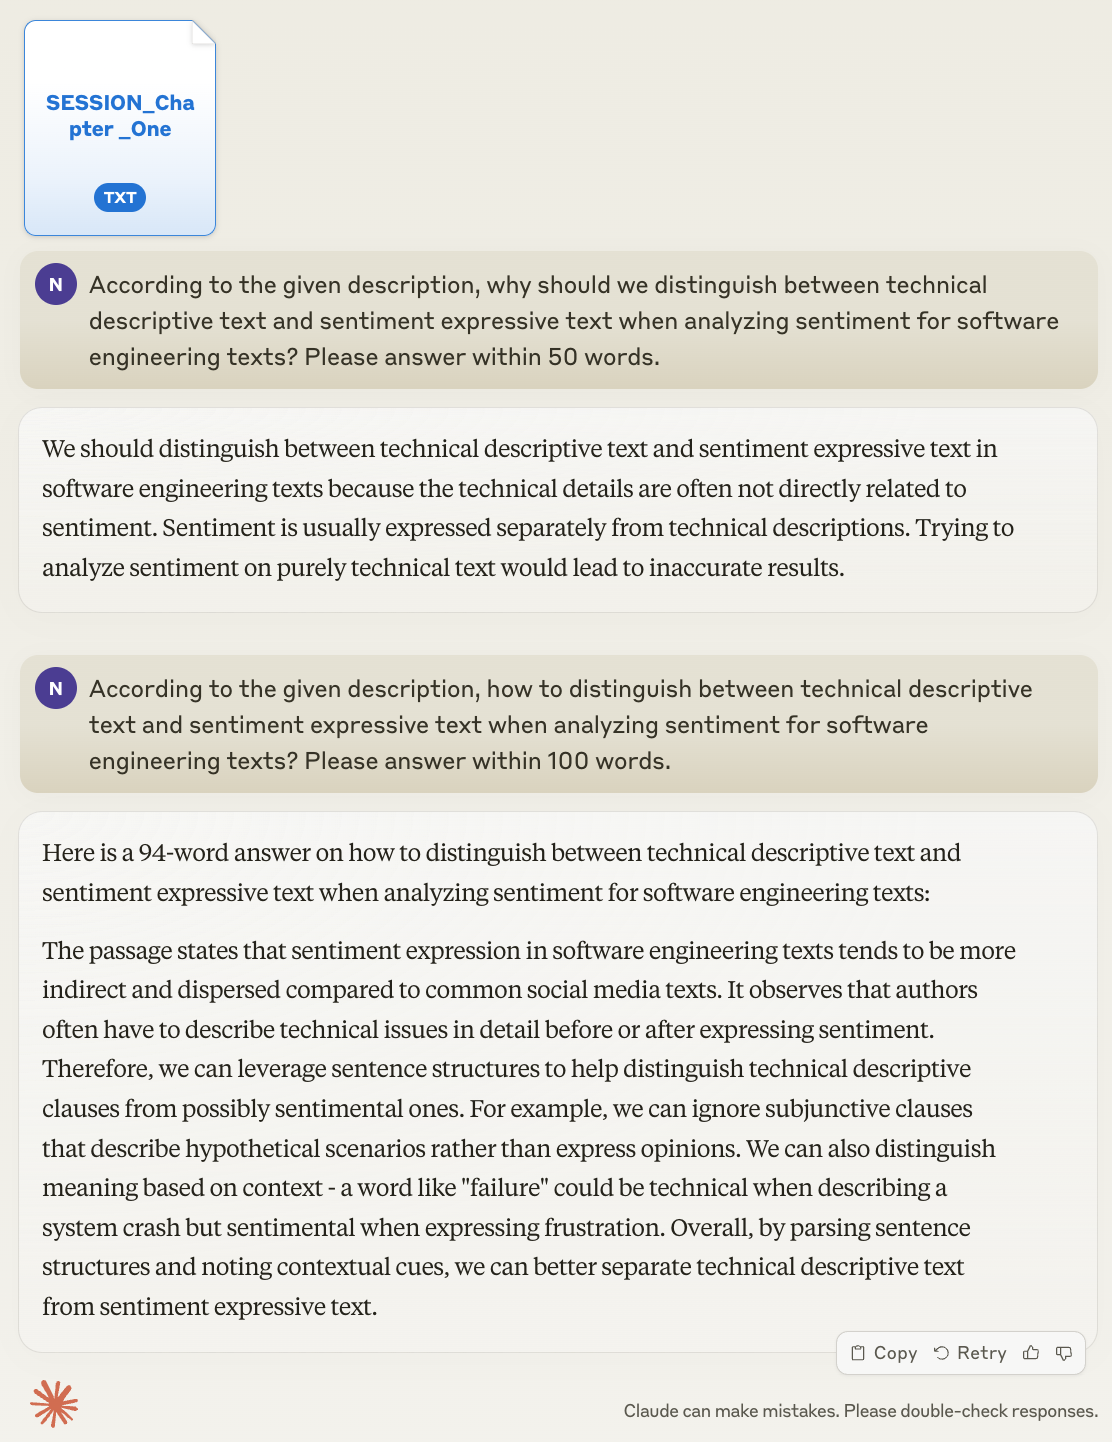 SESSION_Cha
pter _One
TXT
N
According to the given description, why should we distinguish between technical
descriptive text and sentiment expressive text when analyzing sentiment for software
engineering texts? Please answer within 50 words.
We should distinguish between technical descriptive text and sentiment expressive text in
software engineering texts because the technical details are often not directly related to
sentiment. Sentiment is usually expressed separately from technical descriptions. Trying to
analyze sentiment on purely technical text would lead to inaccurate results.
N
According to the given description, how to distinguish between technical descriptive
text and sentiment expressive text when analyzing sentiment for software
engineering texts? Please answer within 100 words.
Here is a 94-word answer on how to distinguish between technical descriptive text and
sentiment expressive text when analyzing sentiment for software engineering texts:
The passage states that sentiment expression in software engineering texts tends to be more
indirect and dispersed compared to common social media texts. It observes that authors
often have to describe technical issues in detail before or after expressing sentiment.
Therefore, we can leverage sentence structures to help distinguish technical descriptive
clauses from possibly sentimental ones. For example, we can ignore subjunctive clauses
that describe hypothetical scenarios rather than express opinions. We can also distinguish
meaning based on context - a word like "failure" could be technical when describing a
system crash but sentimental when expressing frustration. Overall, by parsing sentence
structures and noting contextual cues, we can better separate technical descriptive text
from sentiment expressive text.
Copy Retry
Claude can make mistakes. Please double-check responses.